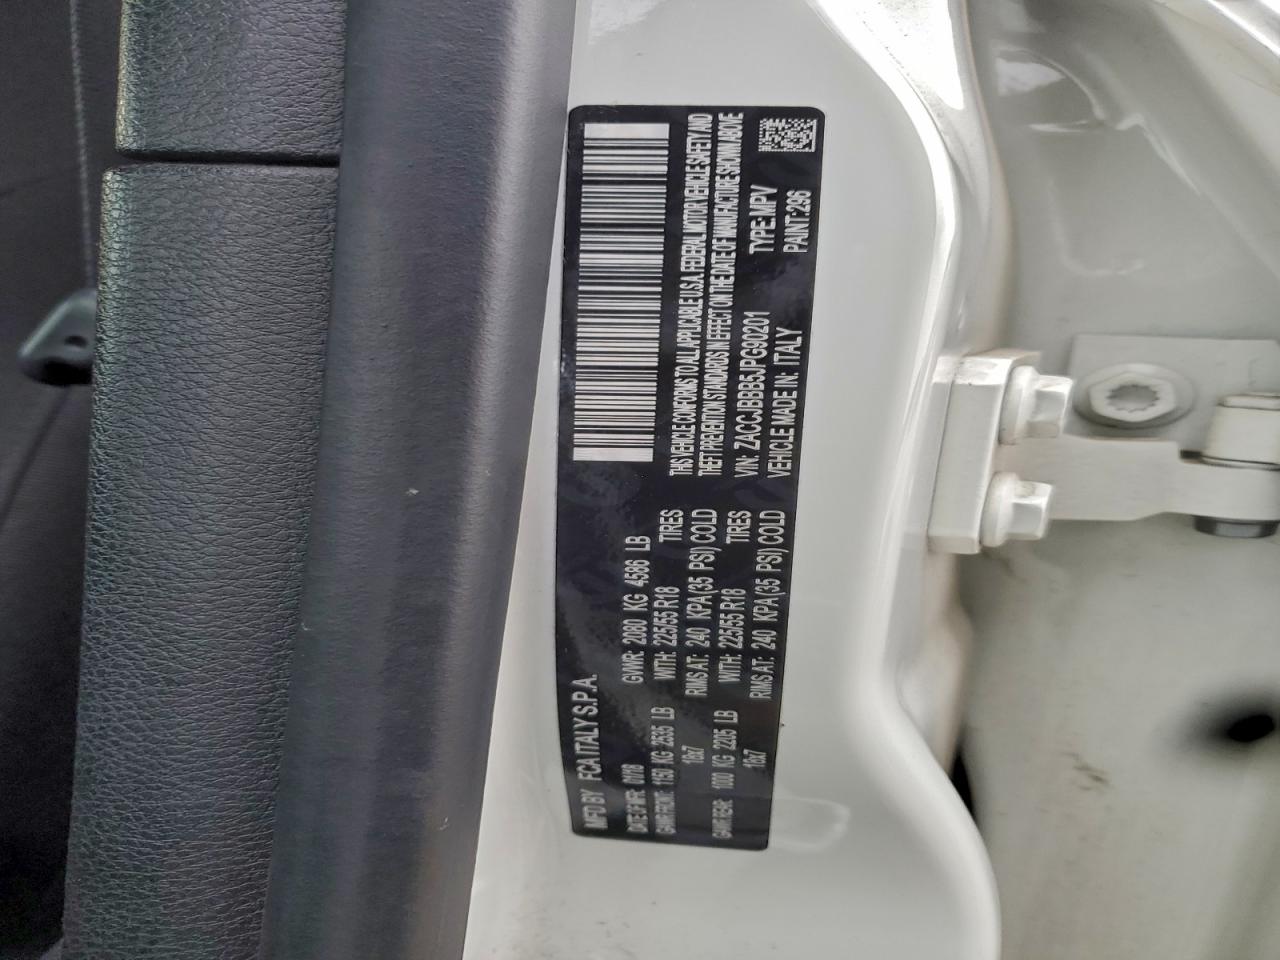 MFD BY FCA ITALY S.P.A.
DATE OF MFR: 01/18 GVWR: 2080 KG 4586 LB
GAWR FRONT: 1150 KG 2535 LB WITH: 225/55 R18 TIRES
18x7 RIMS AT: 240 KPA(35 PSI) COLD
GAWR REAR: 1000 KG 2205 LB WITH: 225/55 R18 TIRES
18x7 RIMS AT: 240 KPA(35 PSI) COLD
THIS VEHICLE CONFORMS TO ALL APPLICABLE U.S.A. FEDERAL MOTOR VEHICLE SAFETY AND
THEFT PREVENTION STANDARDS IN EFFECT ON THE DATE OF MANUFACTURE SHOWN ABOVE
VIN: ZACCJBBB5JPG90201 TYPE: MPV
VEHICLE MADE IN: ITALY PAINT: 296